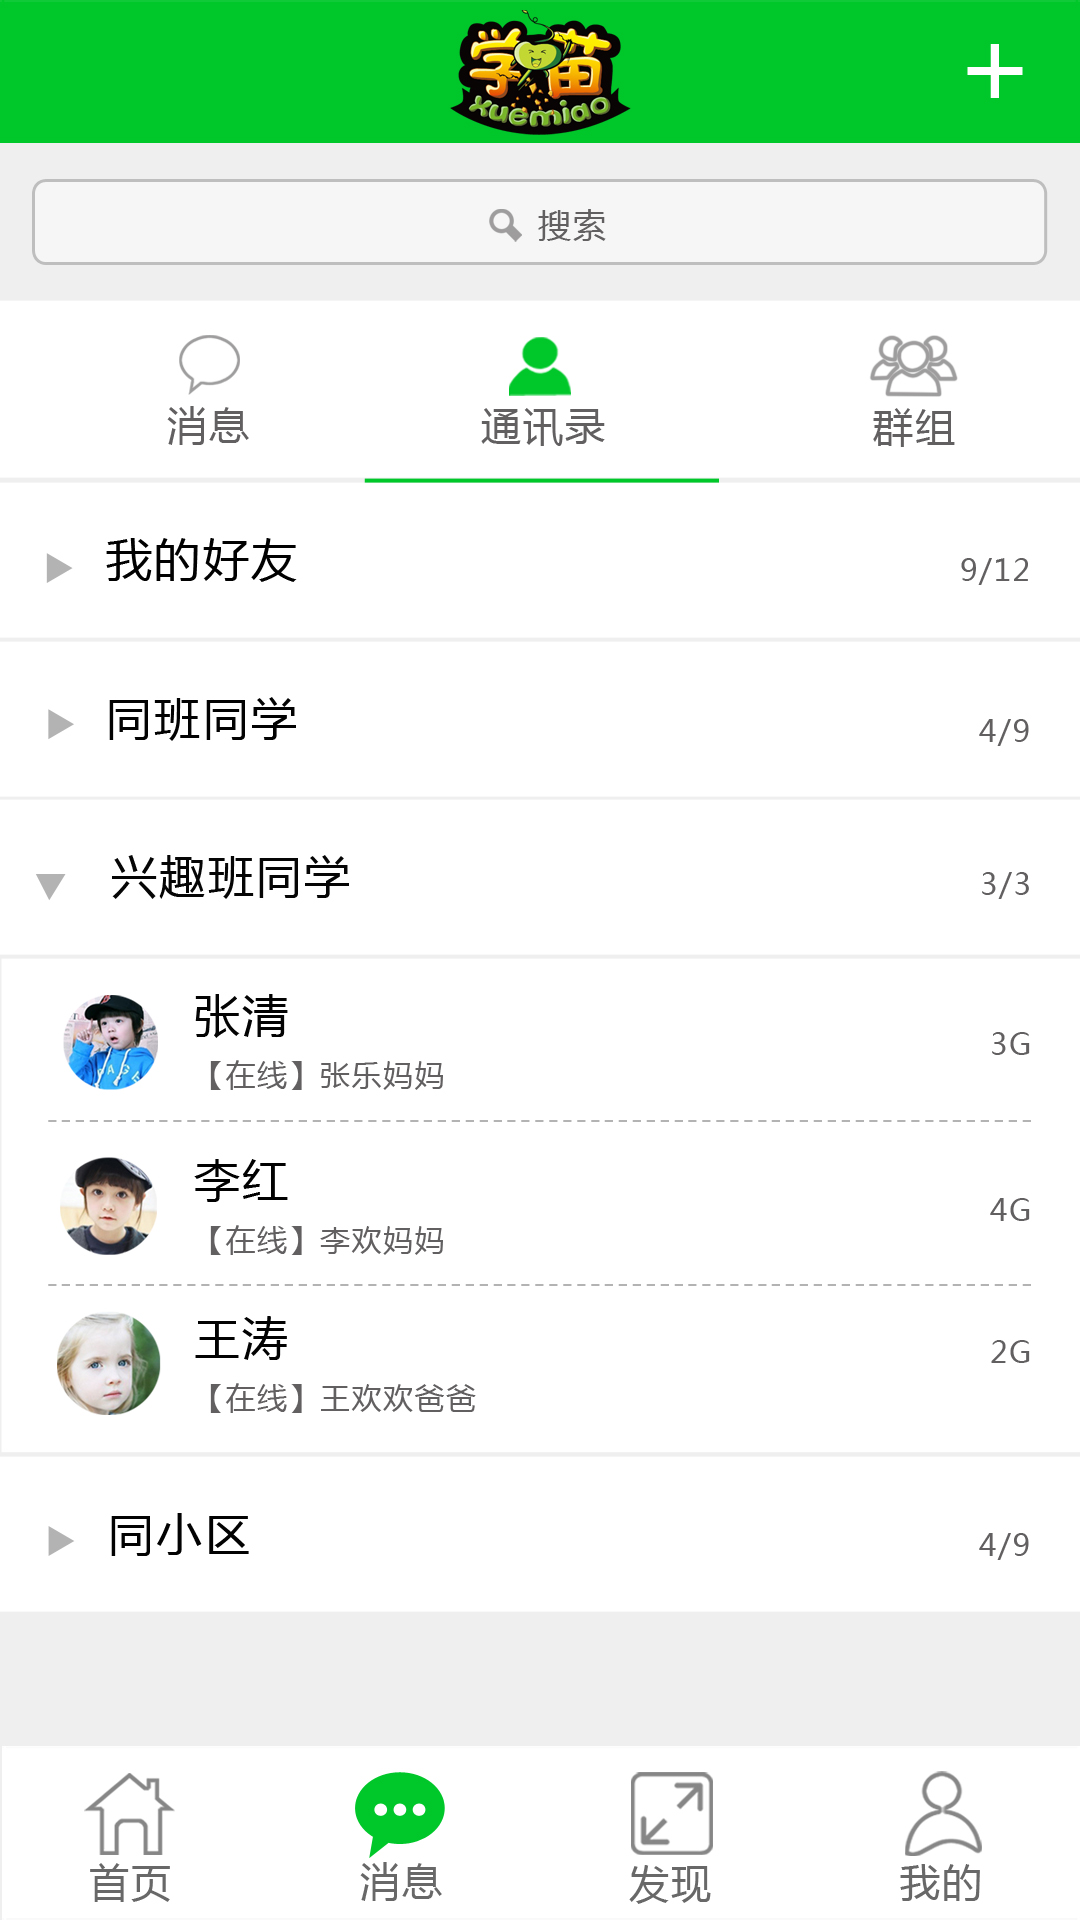 学苗
xuemiao
搜索
消息
通讯录
群组
我的好友
9/12
同班同学
4/9
兴趣班同学
3/3
张清
【在线】张乐妈妈
3G
李红
【在线】李欢妈妈
4G
王涛
【在线】王欢欢爸爸
2G
同小区
4/9
首页
消息
发现
我的